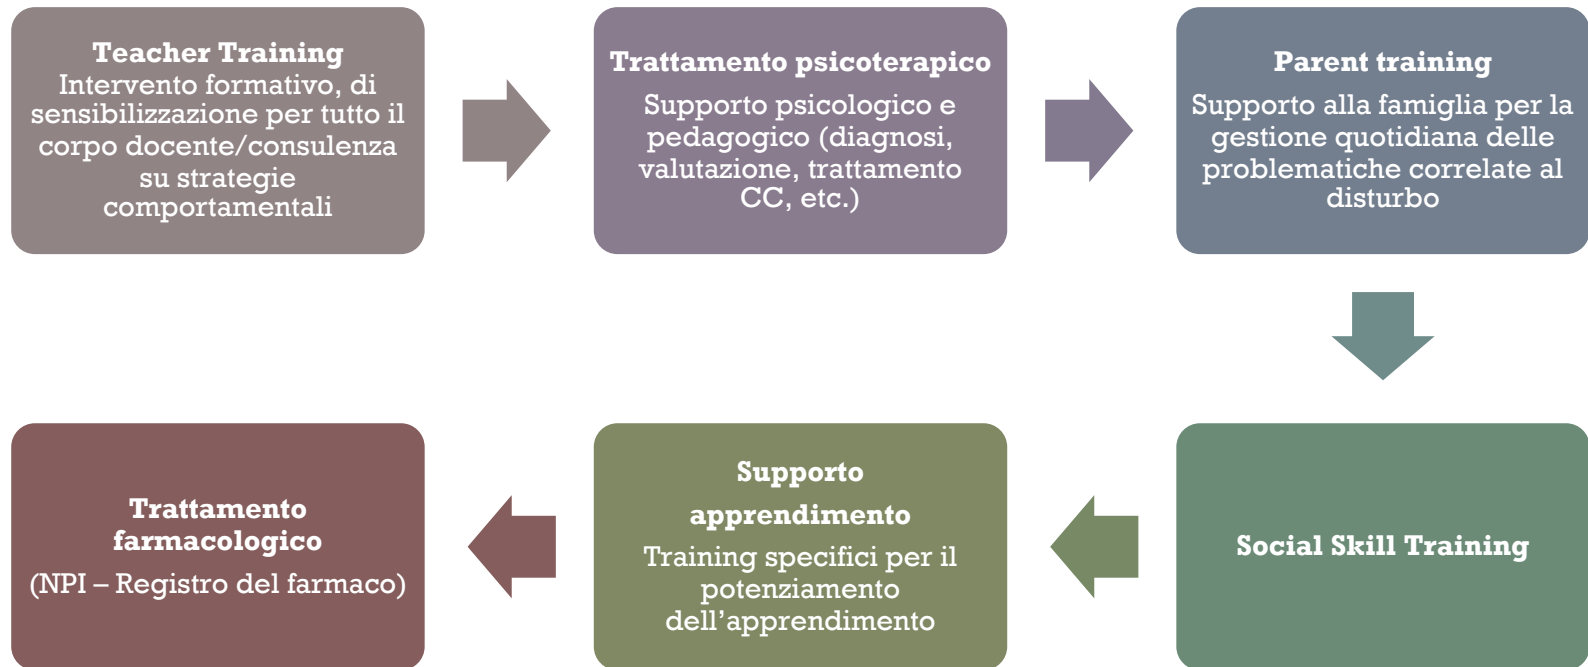 Teacher Training
Intervento formativo, di
sensibilizzazione per tutto il
corpo docente/consulenza
su strategie
comportamentali
Trattamento psicoterapico
Supporto psicologico e
pedagogico (diagnosi,
valutazione, trattamento
CC, etc.)
Parent training
Supporto alla famiglia per la
gestione quotidiana delle
problematiche correlate al
disturbo
Social Skill Training
Supporto
apprendimento
Training specifici per il
potenziamento
dell’apprendimento
Trattamento
farmacologico
(NPI – Registro del farmaco)